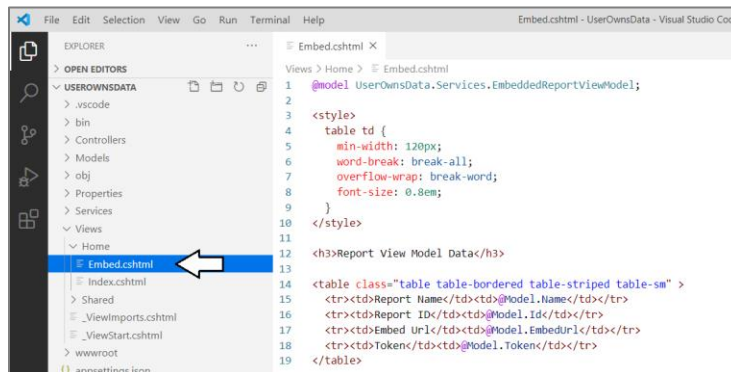 File Edit Selection View Go Run Terminal Help Embed.cshtml - UserOwnsData - Visual Studio Cod
EXPLORER ···
OPEN EDITORS
USEROWNSDATA
.vscode
bin
Controllers
Models
obj
Properties
Services
Views
Home
Embed.cshtml
Index.cshtml
Shared
_ViewImports.cshtml
_ViewStart.cshtml
wwwroot
appsettings.json
Embed.cshtml ×
Views > Home > Embed.cshtml
1 @model UserOwnsData.Services.EmbeddedReportViewModel;
2
3 <style>
4 table td {
5 min-width: 120px;
6 word-break: break-all;
7 overflow-wrap: break-word;
8 font-size: 0.8em;
9 }
10 </style>
11
12 <h3>Report View Model Data</h3>
13
14 <table class="table table-bordered table-striped table-sm" >
15 <tr><td>Report Name</td><td>@Model.Name</td></tr>
16 <tr><td>Report ID</td><td>@Model.Id</td></tr>
17 <tr><td>Embed Url</td><td>@Model.EmbedUrl</td></tr>
18 <tr><td>Token</td><td>@Model.Token</td></tr>
19 </table>